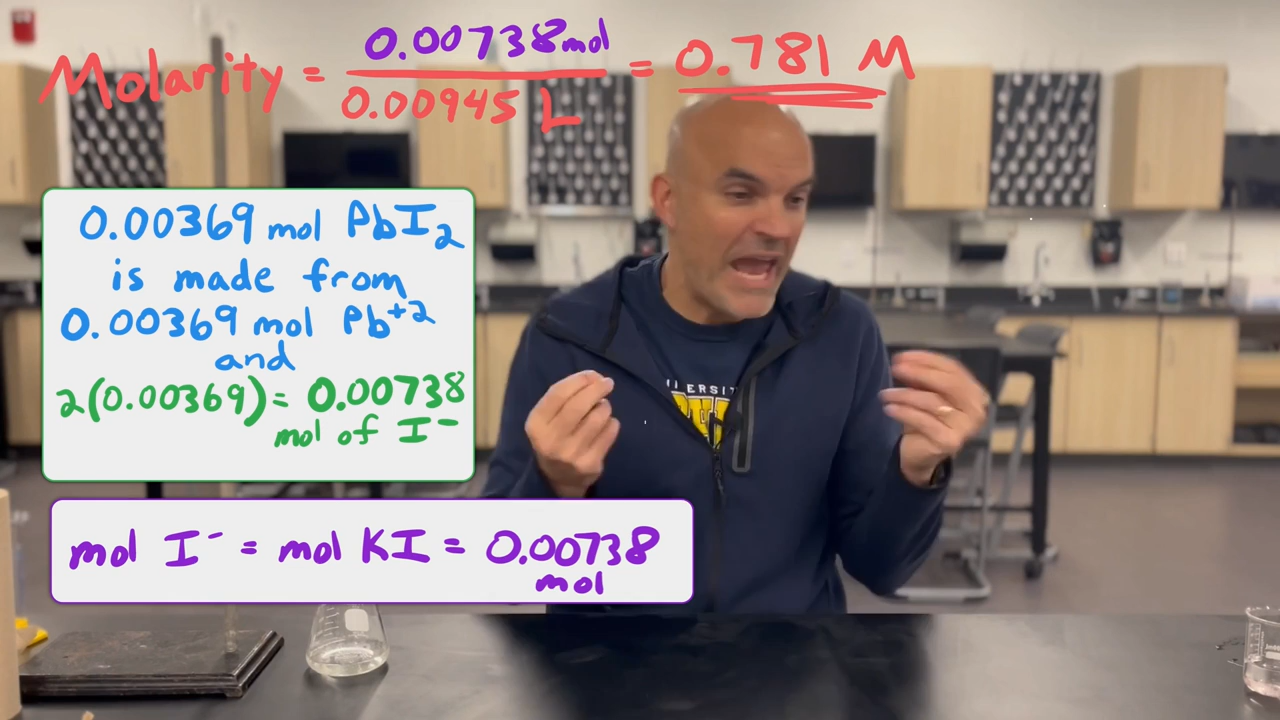 Molarity = 0.00738 mol / 0.00945 L = 0.781 M
0.00369 mol PbI₂
is made from
0.00369 mol Pb⁺²
and
2(0.00369) = 0.00738
mol of I⁻
mol I⁻ = mol KI = 0.00738
mol